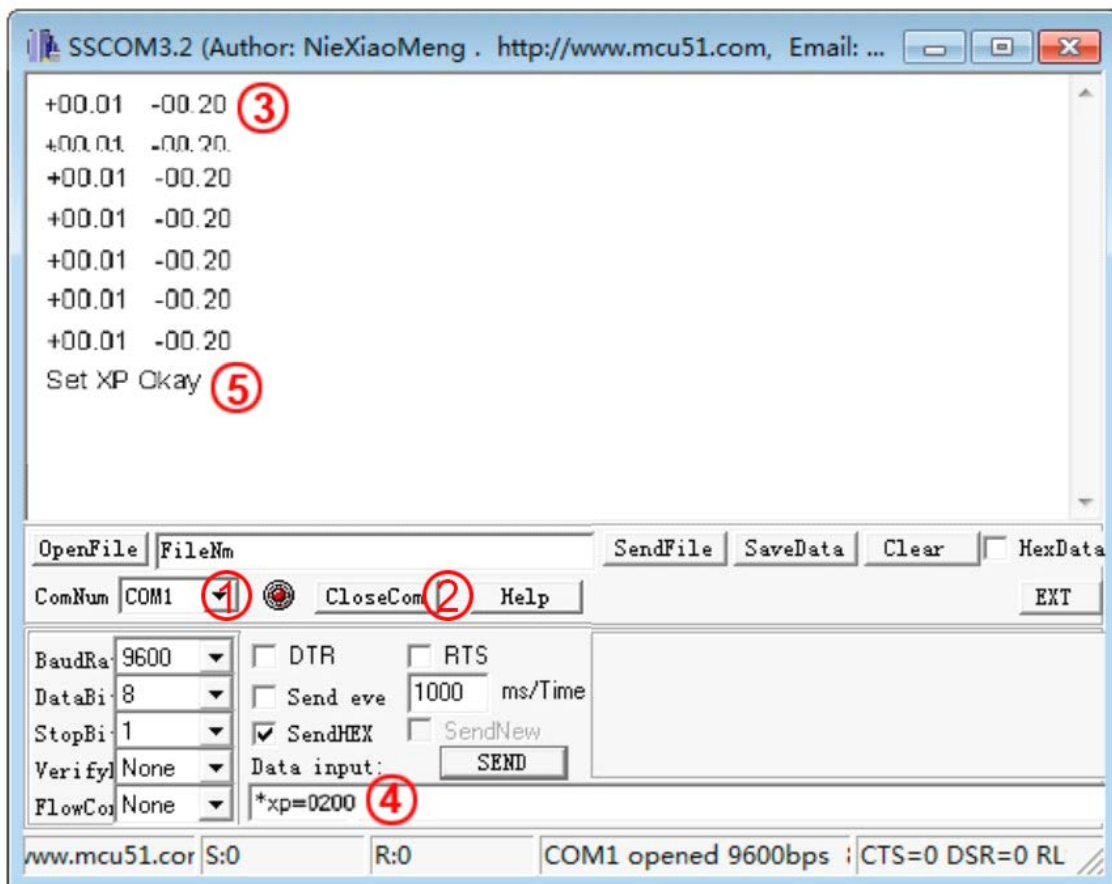 SSCOM3.2 (Author: NieXiaoMeng . http://www.mcu51.com, Email: ...
+00.01 -00.20 ③
+00.01 -00.20
+00.01 -00.20
+00.01 -00.20
+00.01 -00.20
+00.01 -00.20
+00.01 -00.20
Set XP Okay ⑤
OpenFile FileNm SendFile SaveData Clear HexData
ComNum COM1 ① CloseCom ② Help EXT
BaudRa 9600 DTR RTS
DataBi 8 Send eve 1000 ms/Time
StopBi 1 SendHEX SendNew
Verify None Data input: SEND
FlowCo None *xp=0200 ④
www.mcu51.cor S:0 R:0 COM1 opened 9600bps CTS=0 DSR=0 RL